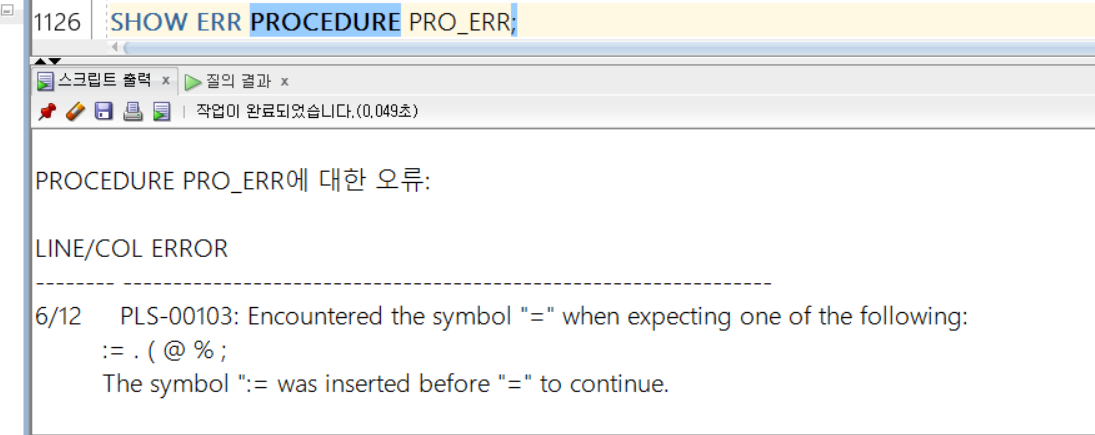 1126 SHOW ERR PROCEDURE PRO_ERR;
스크립트 출력 x 질의 결과 x
작업이 완료되었습니다.(0,049초)
PROCEDURE PRO_ERR에 대한 오류:
LINE/COL ERROR
-------- -----------------------------------------------------------------
6/12 PLS-00103: Encountered the symbol "=" when expecting one of the following:
:= . ( @ % ;
The symbol ":= was inserted before "=" to continue.